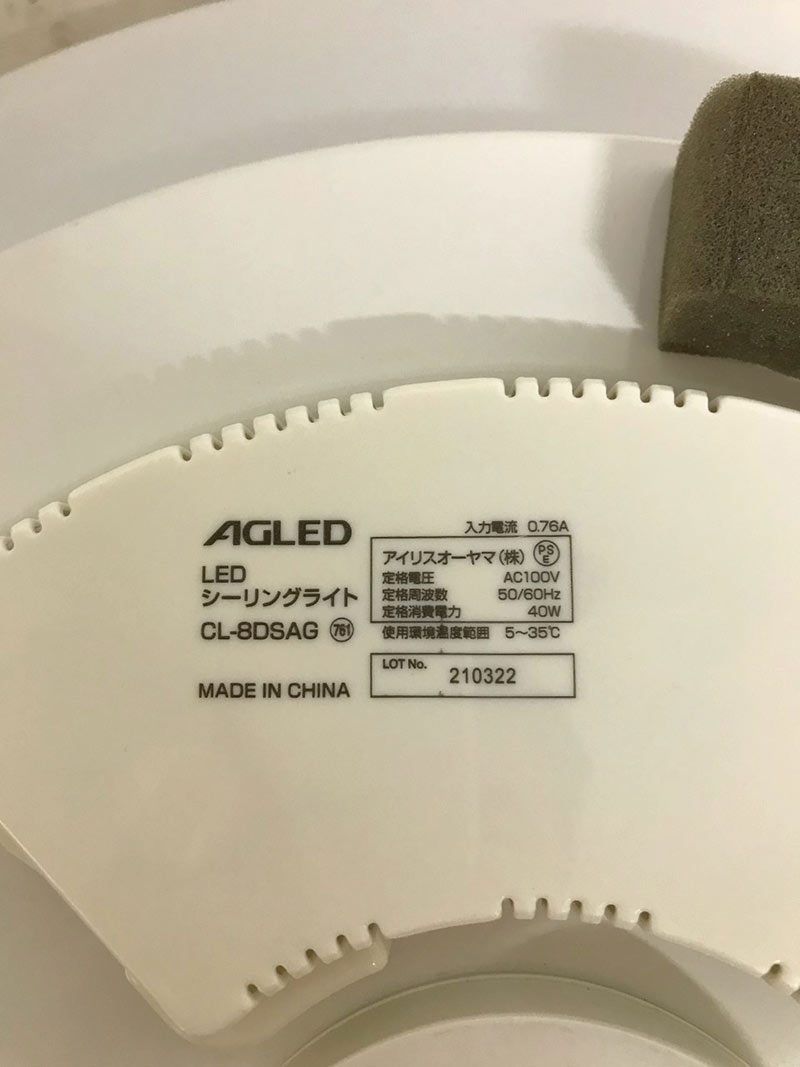 AGLED
LED
シーリングライト
CL-8DSAG 761
MADE IN CHINA
入力電流 0.76A
アイリスオーヤマ(株) PSE
定格電圧 AC100V
定格周波数 50/60Hz
定格消費電力 40W
使用環境温度範囲 5~35℃
LOT No. 210322